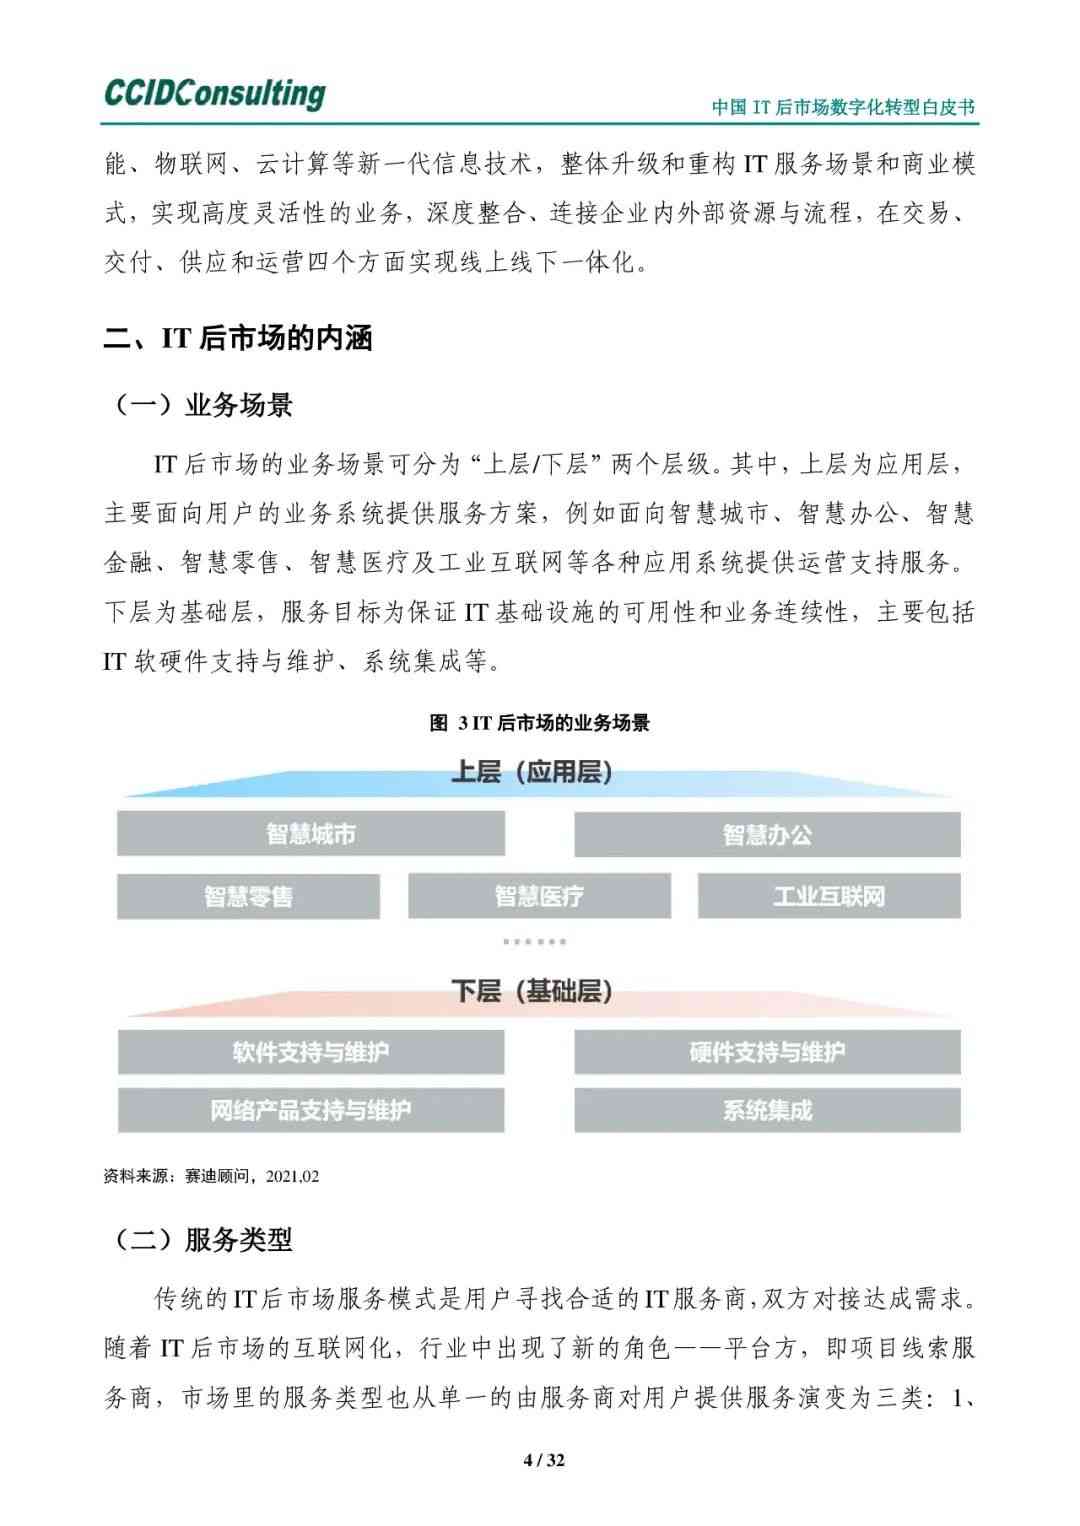 CCIDConsulting
中国 IT 后市场数字化转型白皮书
能、物联网、云计算等新一代信息技术，整体升级和重构 IT 服务场景和商业模
式，实现高度灵活性的业务，深度整合、连接企业内外部资源与流程，在交易、
交付、供应和运营四个方面实现线上线下一体化。
二、IT 后市场的内涵
（一）业务场景
IT 后市场的业务场景可分为“上层/下层”两个层级。其中，上层为应用层，
主要面向用户的业务系统提供服务方案，例如面向智慧城市、智慧办公、智慧
金融、智慧零售、智慧医疗及工业互联网等各种应用系统提供运营支持服务。
下层为基础层，服务目标为保证 IT 基础设施的可用性和业务连续性，主要包括
IT 软硬件支持与维护、系统集成等。
图 3 IT 后市场的业务场景
上层（应用层）
智慧城市
智慧办公
智慧零售
智慧医疗
工业互联网
......
下层（基础层）
软件支持与维护
硬件支持与维护
网络产品支持与维护
系统集成
资料来源：赛迪顾问，2021,02
（二）服务类型
传统的 IT 后市场服务模式是用户寻找合适的 IT 服务商，双方对接达成需求。
随着 IT 后市场的互联网化，行业中出现了新的角色——平台方，即项目线索服
务商，市场里的服务类型也从单一的由服务商对用户提供服务演变为三类：1、
4 / 32